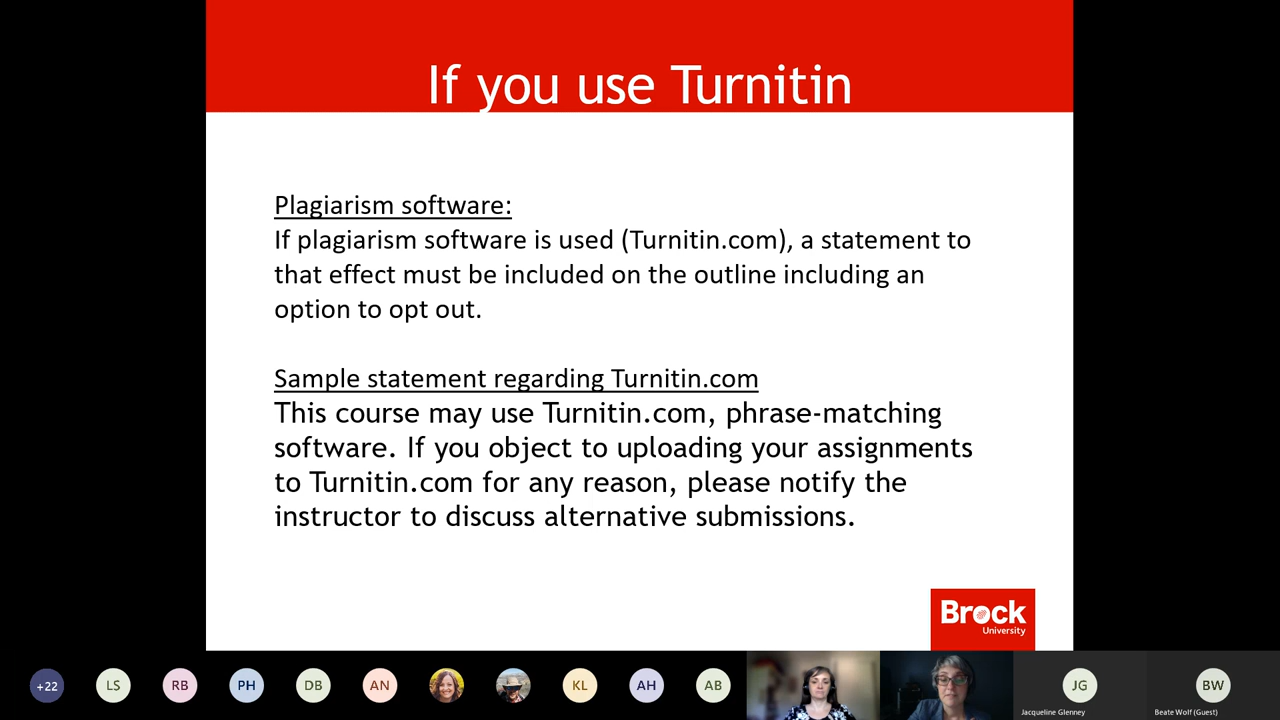 If you use Turnitin
Plagiarism software:
If plagiarism software is used (Turnitin.com), a statement to
that effect must be included on the outline including an
option to opt out.
Sample statement regarding Turnitin.com
This course may use Turnitin.com, phrase-matching
software. If you object to uploading your assignments
to Turnitin.com for any reason, please notify the
instructor to discuss alternative submissions.
Brock
University
+22
LS
RB
PH
DB
AN
KL
AH
AB
JG
BW
Jacqueline Glenney
Beate Wolf (Guest)